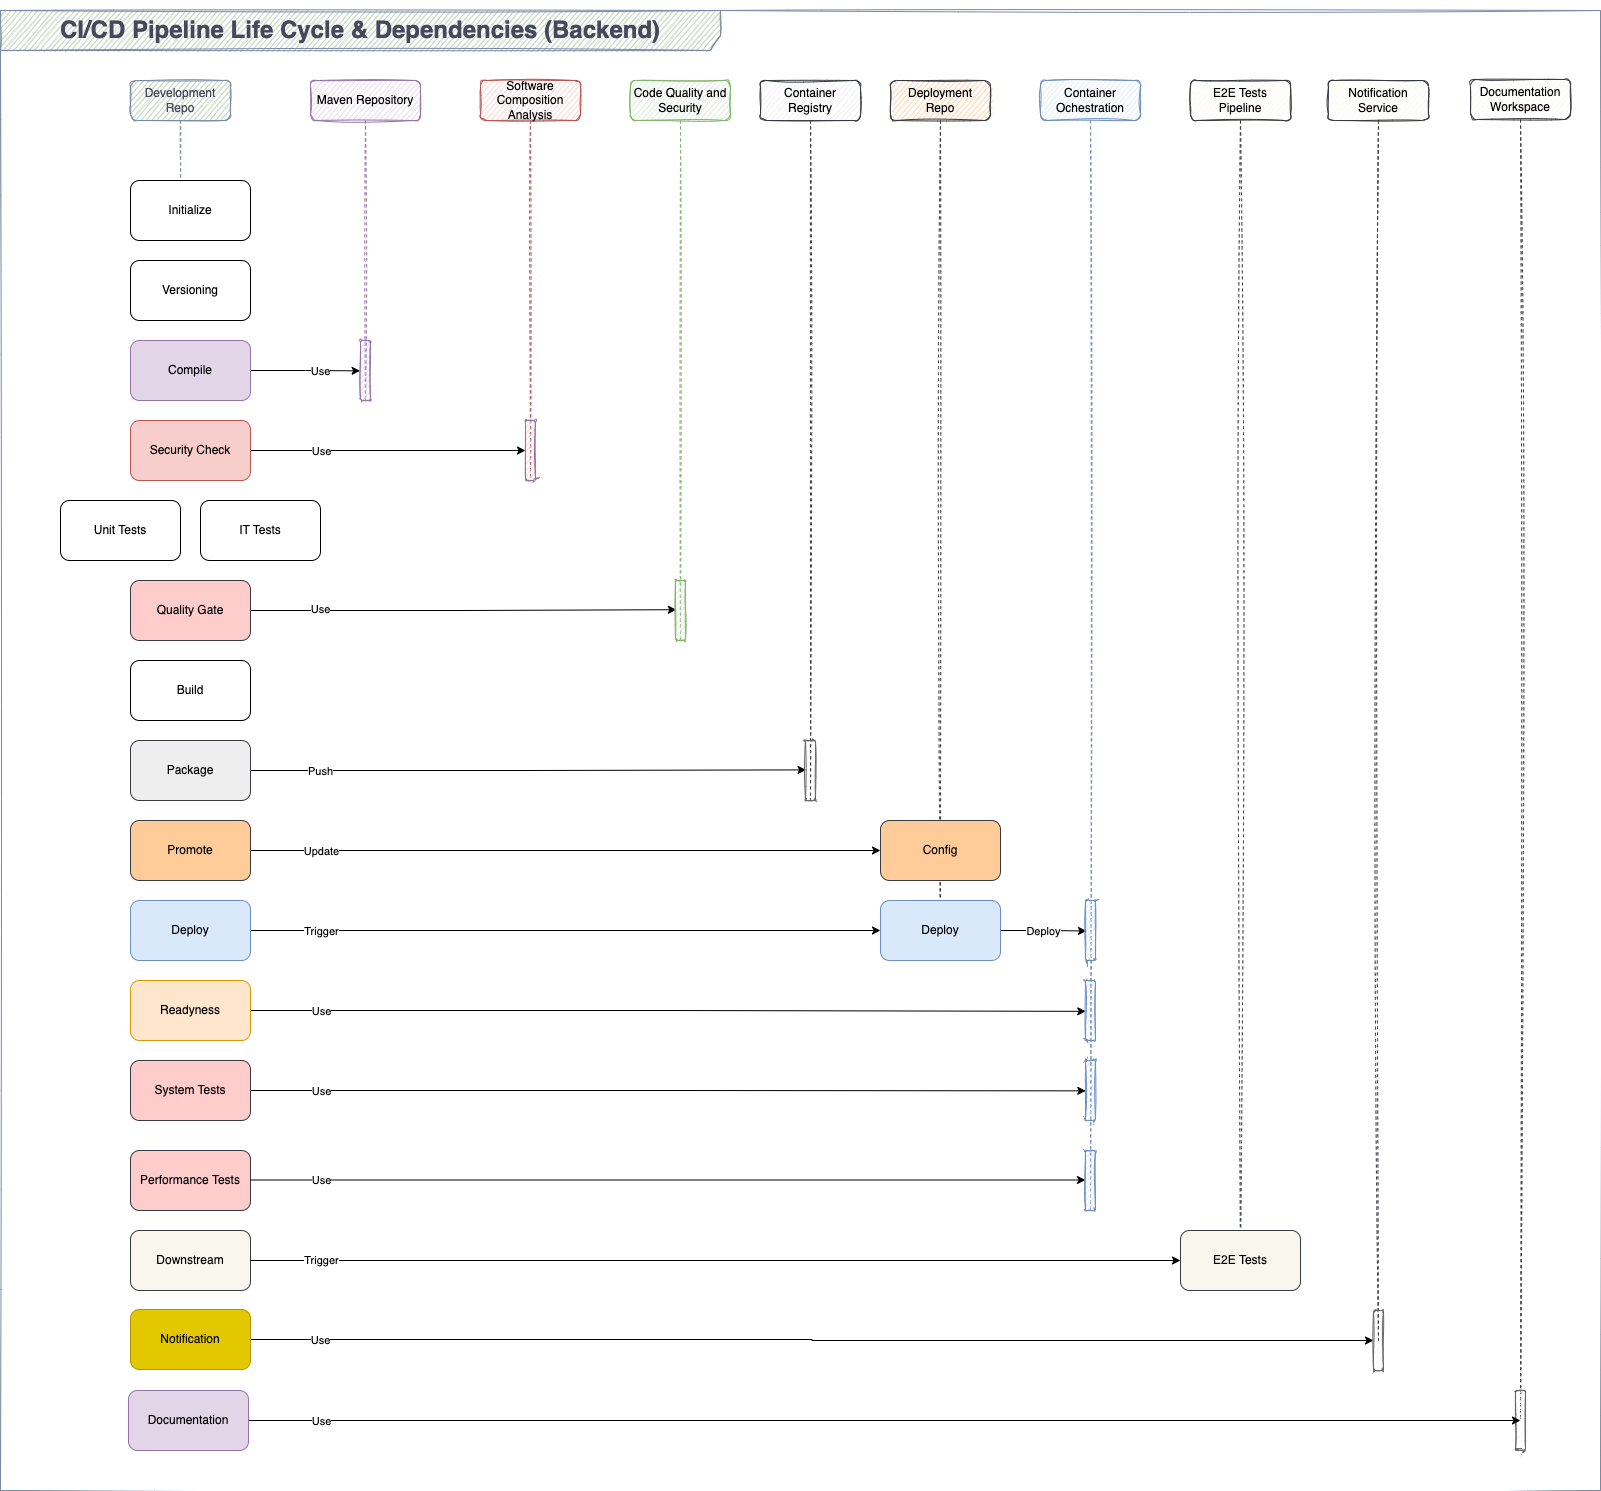 CI/CD Pipeline Life Cycle & Dependencies (Backend)
Development
Repo
Maven Repository
Software
Composition
Analysis
Code Quality and
Security
Container
Registry
Deployment
Repo
Container
Ochestration
E2E Tests
Pipeline
Notification
Service
Documentation
Workspace
Initialize
Versioning
Compile
Use
Security Check
Use
Unit Tests
IT Tests
Quality Gate
Use
Build
Package
Push
Promote
Update
Config
Deploy
Trigger
Deploy
Deploy
Readyness
Use
System Tests
Use
Performance Tests
Use
Downstream
Trigger
E2E Tests
Notification
Use
Documentation
Use